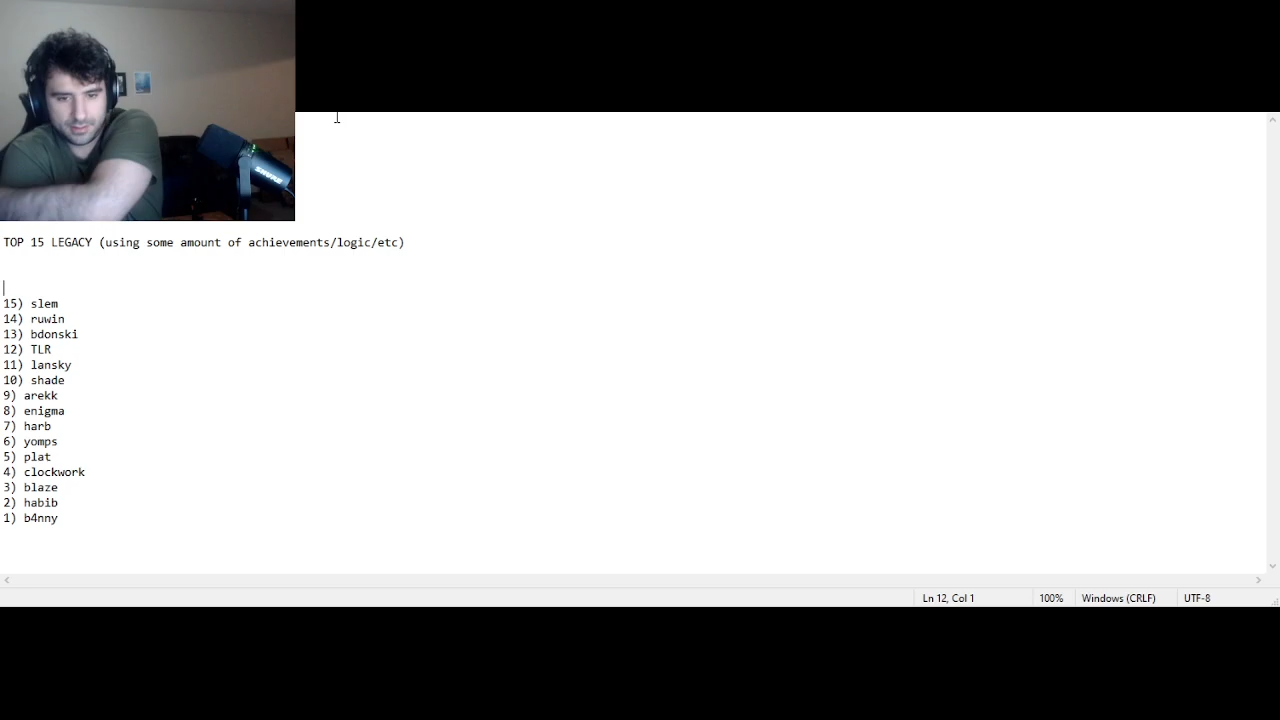 SHURE
TOP 15 LEGACY (using some amount of achievements/logic/etc)
15) slem
14) ruwin
13) bdonski
12) TLR
11) lansky
10) shade
9) arekk
8) enigma
7) harb
6) yomps
5) plat
4) clockwork
3) blaze
2) habib
1) b4nny
Ln 12, Col 1 100% Windows (CRLF) UTF-8